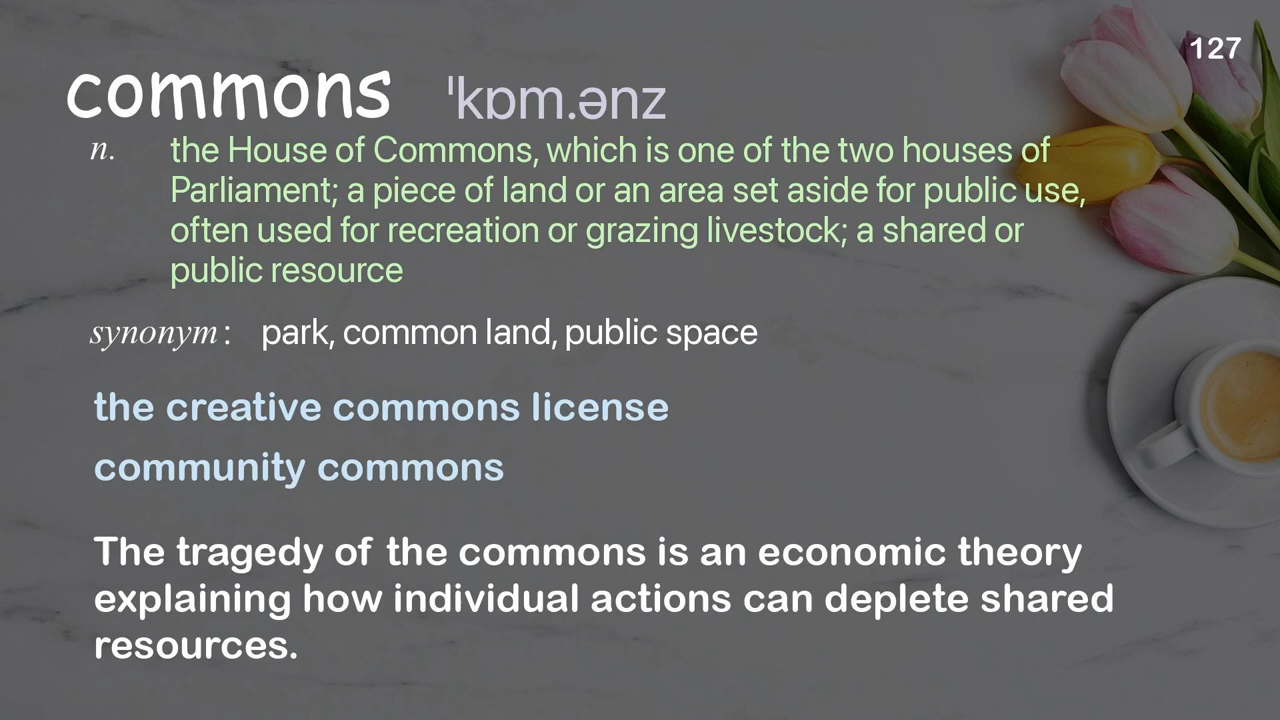 127
commons ˈkɒm.ənz
n. the House of Commons, which is one of the two houses of
Parliament; a piece of land or an area set aside for public use,
often used for recreation or grazing livestock; a shared or
public resource
synonym: park, common land, public space
the creative commons license
community commons
The tragedy of the commons is an economic theory
explaining how individual actions can deplete shared
resources.